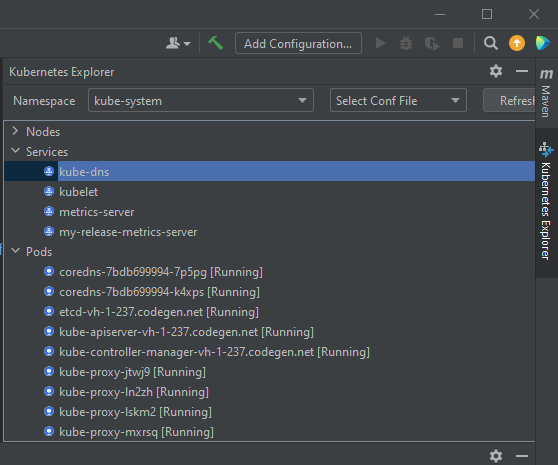 Add Configuration...
Kubernetes Explorer
Namespace kube-system Select Conf File Refresh
Nodes
Services
kube-dns
kubelet
metrics-server
my-release-metrics-server
Pods
coredns-7bdb699994-7p5pg [Running]
coredns-7bdb699994-k4xps [Running]
etcd-vh-1-237.codegen.net [Running]
kube-apiserver-vh-1-237.codegen.net [Running]
kube-controller-manager-vh-1-237.codegen.net [Running]
kube-proxy-jtwj9 [Running]
kube-proxy-ln2zh [Running]
kube-proxy-lskm2 [Running]
kube-proxy-mxrsq [Running]
m
Maven
Kubernetes Explorer